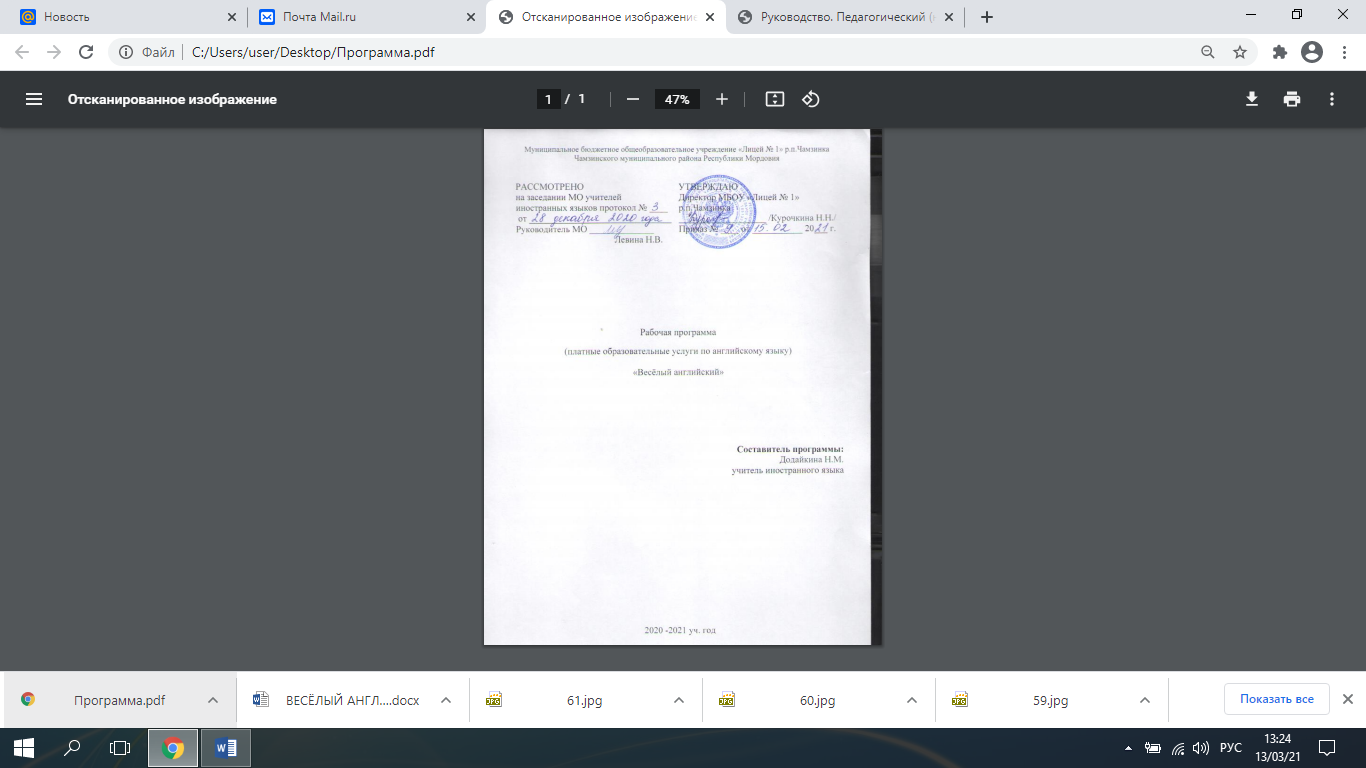 Новость
Почта Mail.ru
Отсканированное изображение
Руководство. Педагогический (
Файл
C:/Users/user/Desktop/Программа.pdf
Отсканированное изображение
1 / 1
47%
Муниципальное бюджетное общеобразовательное учреждение «Лицей № 1» р.п.Чамзинка
Чамзинского муниципального района Республики Мордовия
РАССМОТРЕНО
на заседании МО учителей
иностранных языков протокол № 3
от 28 декабря 2020 года
Руководитель МО
Левина Н.В.
УТВЕРЖДАЮ
Директор МБОУ «Лицей № 1»
р.п.Чамзинка
/Курочкина Н.Н./
Приказ № 9 от 15.02 2021 г.
Рабочая программа
(платные образовательные услуги по английскому языку)
«Весёлый английский»
Составитель программы:
Додайкина Н.М.
учитель иностранного языка
2020 -2021 уч. год
Программа.pdf
ВЕСЁЛЫЙ АНГЛ....docx
61.jpg
60.jpg
59.jpg
Показать все
РУС
13:24
13/03/21